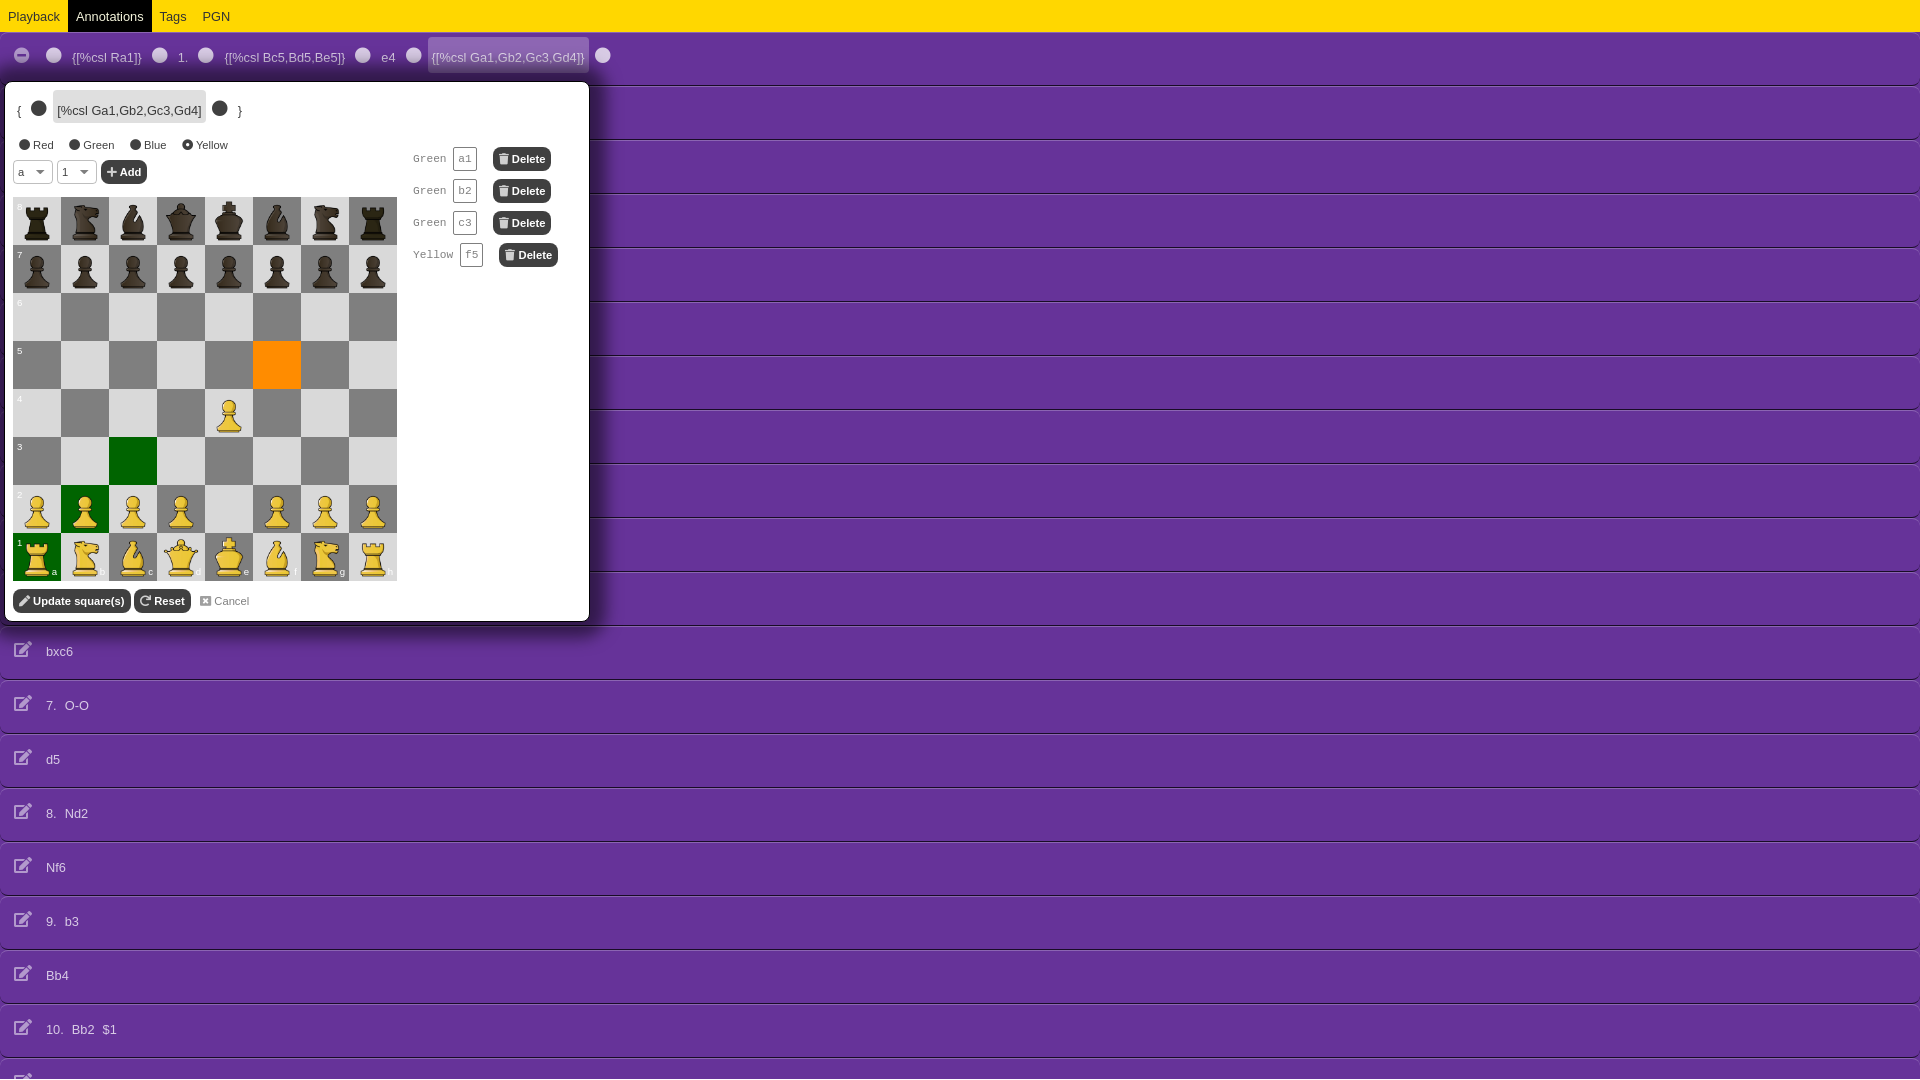 Playback Annotations Tags PGN
{[%csl Ra1]} 1. {[%csl Bc5,Bd5,Be5]} e4 {[%csl Ga1,Gb2,Gc3,Gd4]}
{ [%csl Ga1,Gb2,Gc3,Gd4] }
Red Green Blue Yellow
a 1 Add
Green a1 Delete
Green b2 Delete
Green c3 Delete
Yellow f5 Delete
8
7
6
5
4
3
2
1
a b c d e f g h
Update square(s) Reset Cancel
bxc6
7. O-O
d5
8. Nd2
Nf6
9. b3
Bb4
10. Bb2 $1